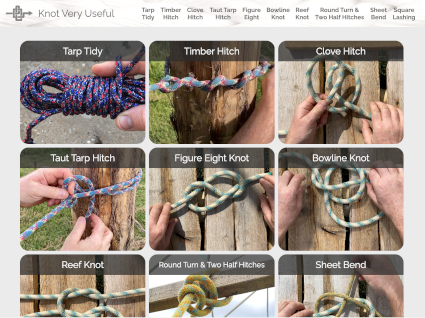 Knot Very Useful
Tarp Tidy
Timber Hitch
Clove Hitch
Taut Tarp Hitch
Figure Eight
Bowline Knot
Reef Knot
Round Turn & Two Half Hitches
Sheet Bend
Square Lashing
Tarp Tidy
Timber Hitch
Clove Hitch
Taut Tarp Hitch
Figure Eight Knot
Bowline Knot
Reef Knot
Round Turn & Two Half Hitches
Sheet Bend